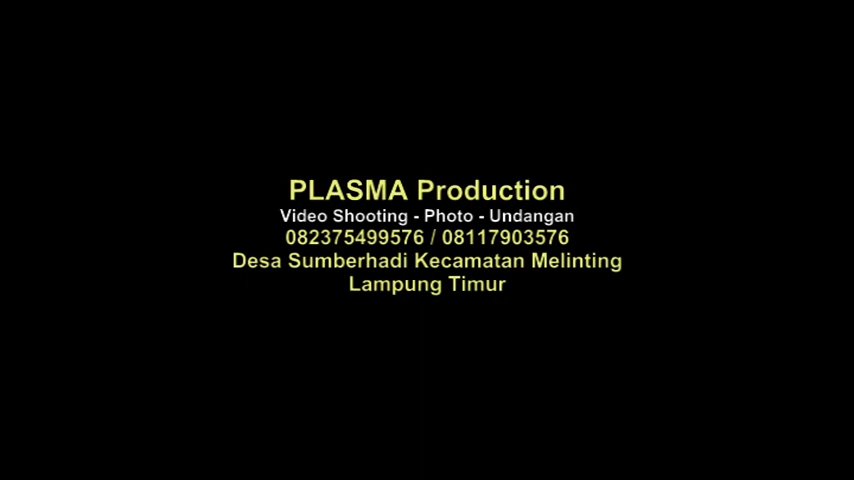 PLASMA Production
Video Shooting - Photo - Undangan
082375499576 / 08117903576
Desa Sumberhadi Kecamatan Melinting
Lampung Timur